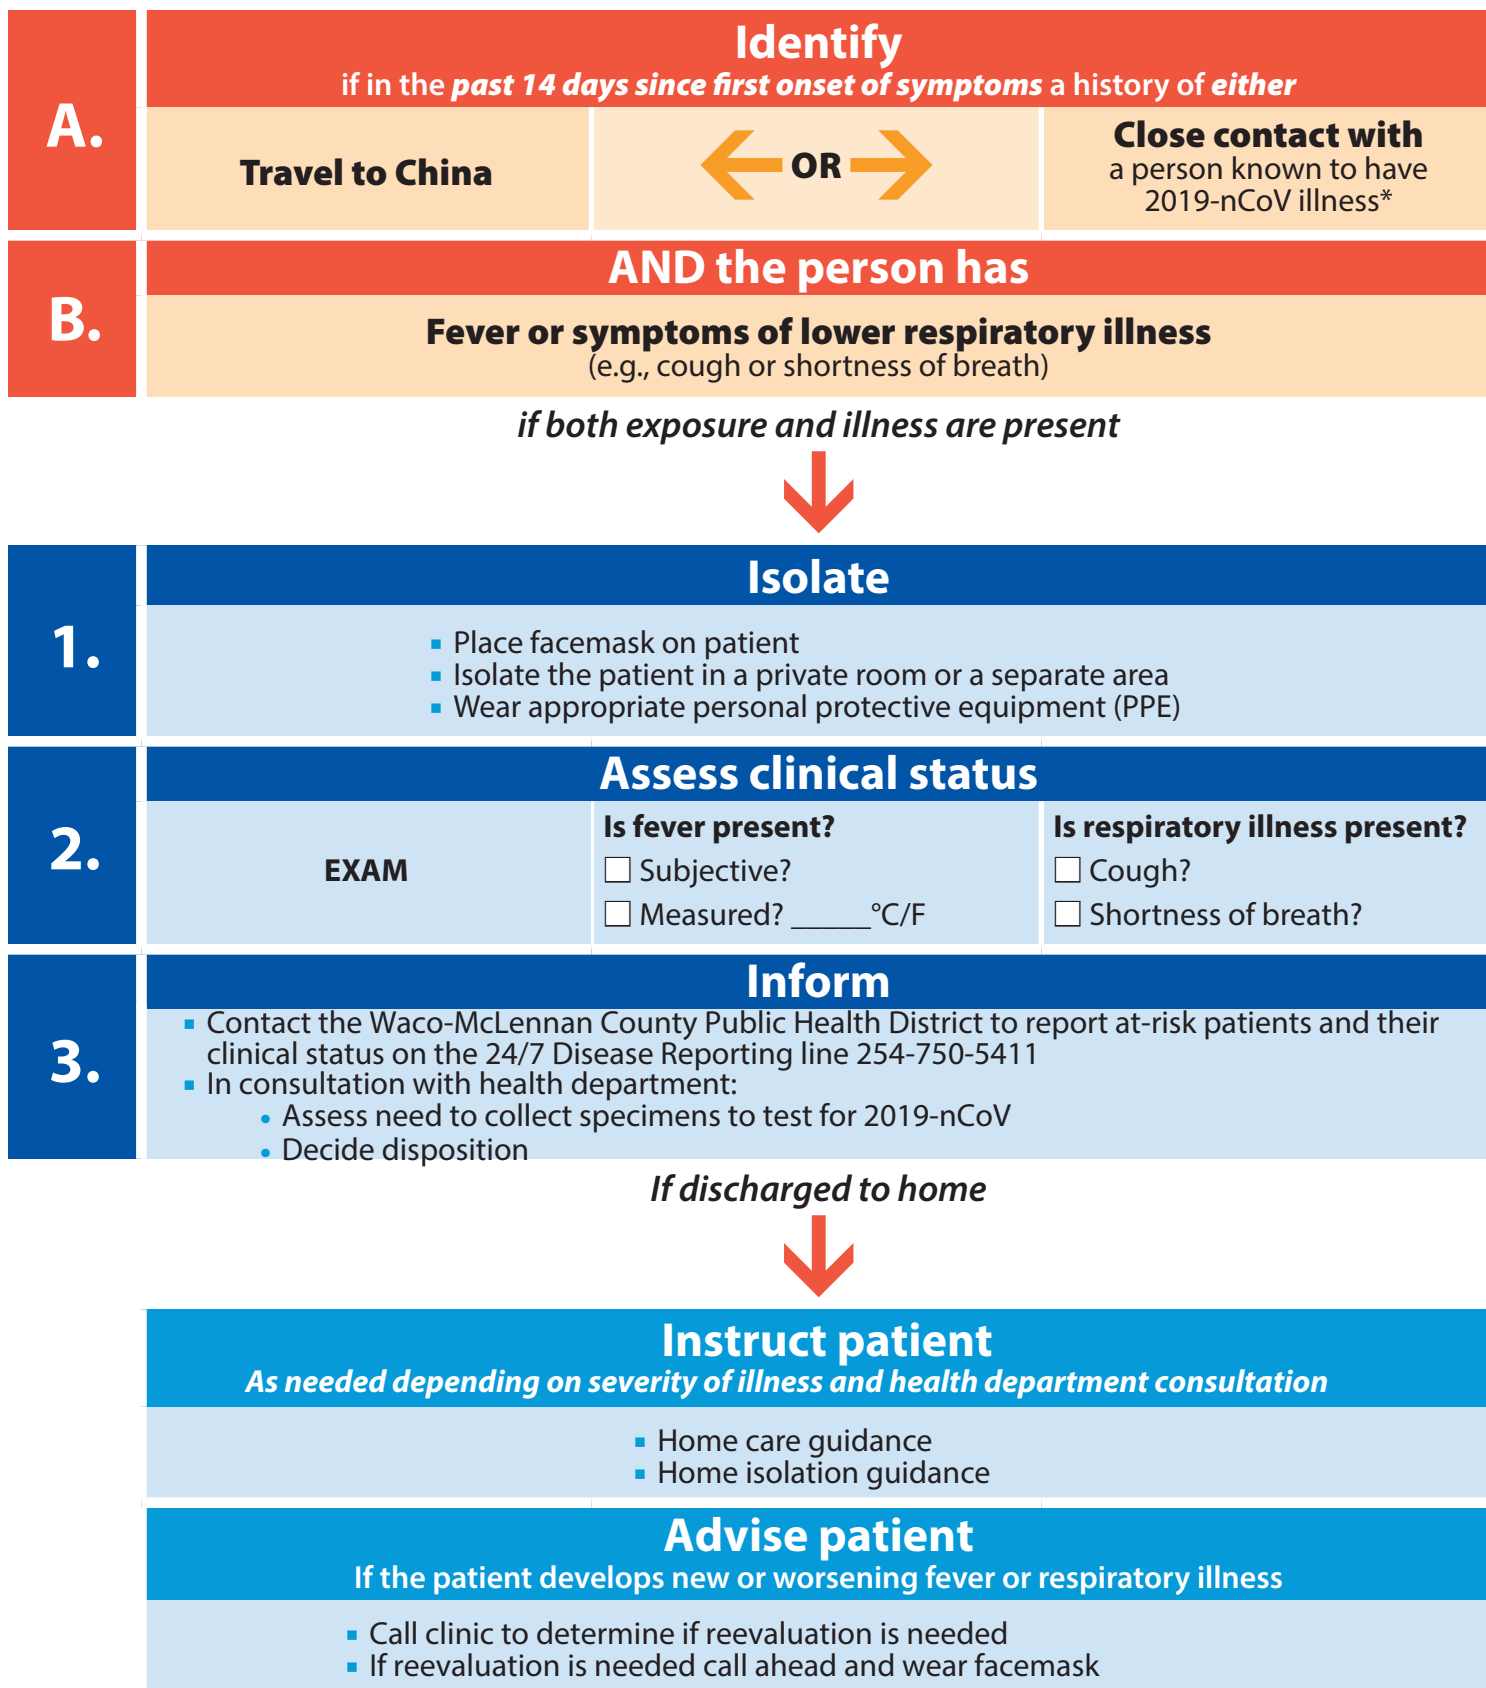 A.
Identify
if in the past 14 days since first onset of symptoms a history of either
Travel to China
OR
Close contact with
a person known to have
2019-nCoV illness*
B.
AND the person has
Fever or symptoms of lower respiratory illness
(e.g., cough or shortness of breath)
if both exposure and illness are present
1.
Isolate
▪ Place facemask on patient
▪ Isolate the patient in a private room or a separate area
▪ Wear appropriate personal protective equipment (PPE)
2.
Assess clinical status
EXAM
Is fever present?
☐ Subjective?
☐ Measured? _____°C/F
Is respiratory illness present?
☐ Cough?
☐ Shortness of breath?
3.
Inform
▪ Contact the Waco-McLennan County Public Health District to report at-risk patients and their
clinical status on the 24/7 Disease Reporting line 254-750-5411
▪ In consultation with health department:
• Assess need to collect specimens to test for 2019-nCoV
• Decide disposition
If discharged to home
Instruct patient
As needed depending on severity of illness and health department consultation
▪ Home care guidance
▪ Home isolation guidance
Advise patient
If the patient develops new or worsening fever or respiratory illness
▪ Call clinic to determine if reevaluation is needed
▪ If reevaluation is needed call ahead and wear facemask